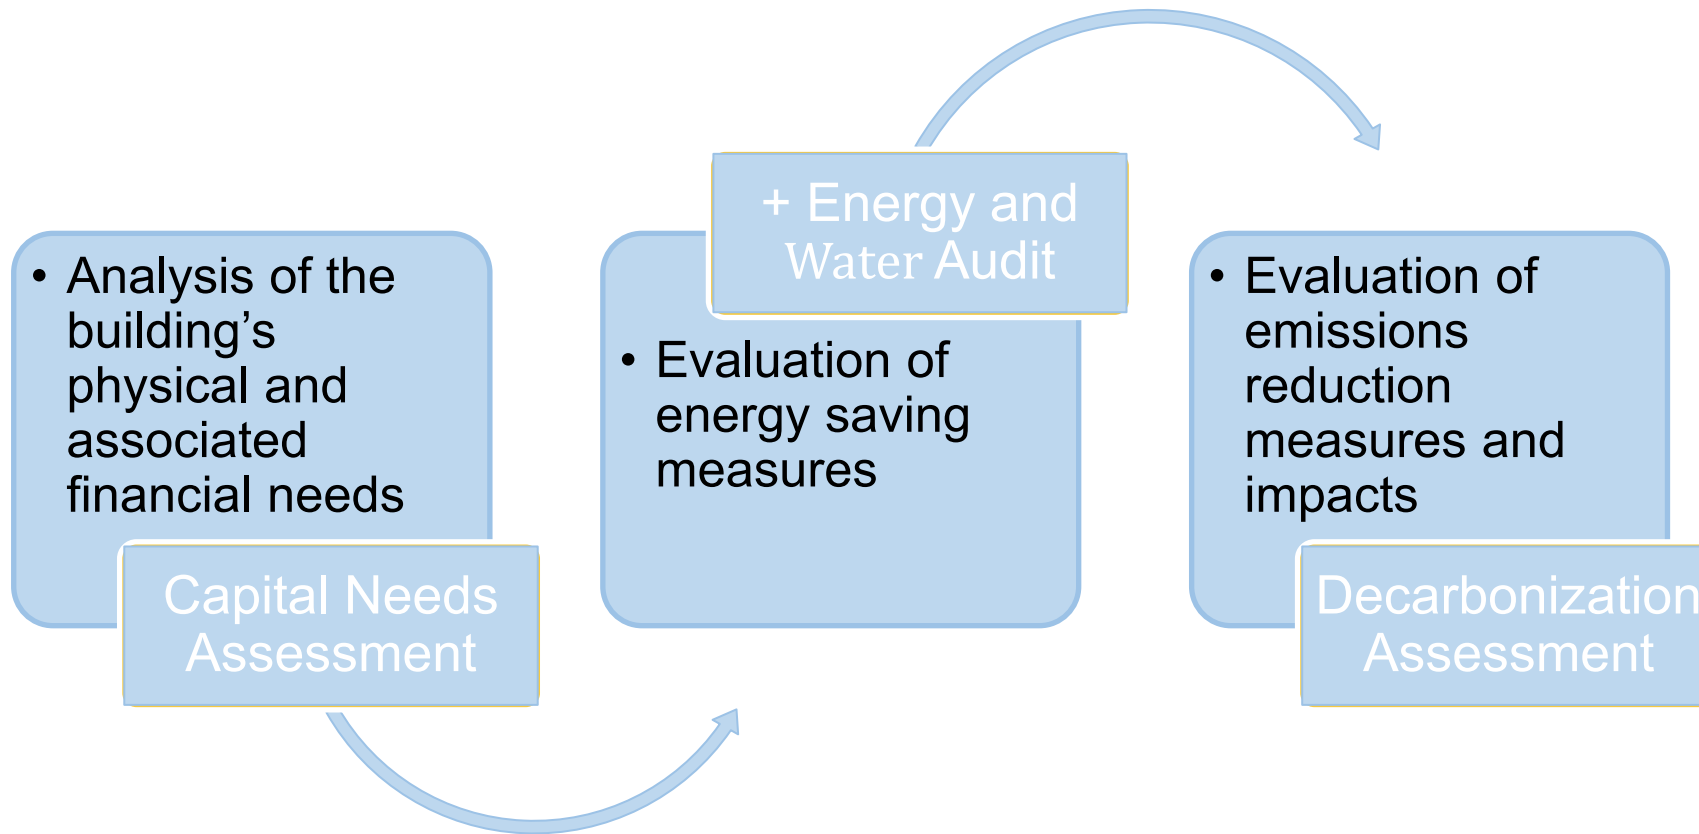 • Analysis of the
building’s
physical and
associated
financial needs
Capital Needs
Assessment
+ Energy and
Water Audit
• Evaluation of
energy saving
measures
• Evaluation of
emissions
reduction
measures and
impacts
Decarbonization
Assessment